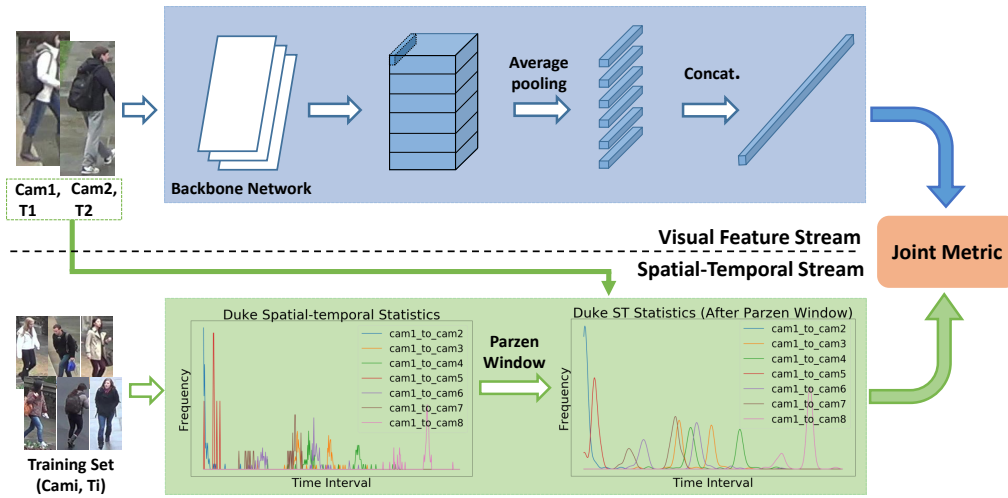 Average
pooling
Concat.
Backbone Network
Cam1,
T1
Cam2,
T2
Visual Feature Stream
Spatial-Temporal Stream
Joint Metric
Duke Spatial-temporal Statistics
Frequency
cam1_to_cam2
cam1_to_cam3
cam1_to_cam4
cam1_to_cam5
cam1_to_cam6
cam1_to_cam7
cam1_to_cam8
Time Interval
Parzen
Window
Duke ST Statistics (After Parzen Window)
Frequency
cam1_to_cam2
cam1_to_cam3
cam1_to_cam4
cam1_to_cam5
cam1_to_cam6
cam1_to_cam7
cam1_to_cam8
Time Interval
Training Set
(Cami, Ti)